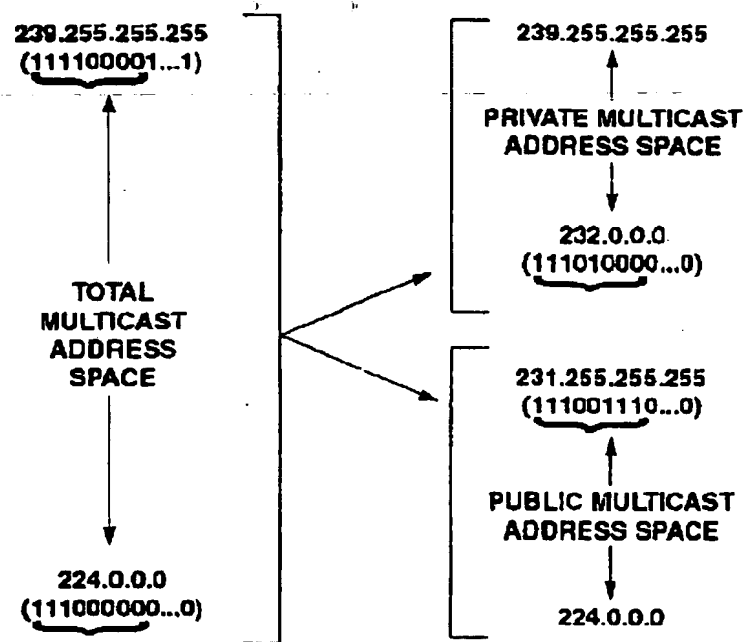 239.255.255.255
(111100001...1)
TOTAL
MULTICAST
ADDRESS
SPACE
224.0.0.0
(111000000...0)
239.255.255.255
PRIVATE MULTICAST
ADDRESS SPACE
232.0.0.0
(111010000...0)
231.255.255.255
(111001110...0)
PUBLIC MULTICAST
ADDRESS SPACE
224.0.0.0